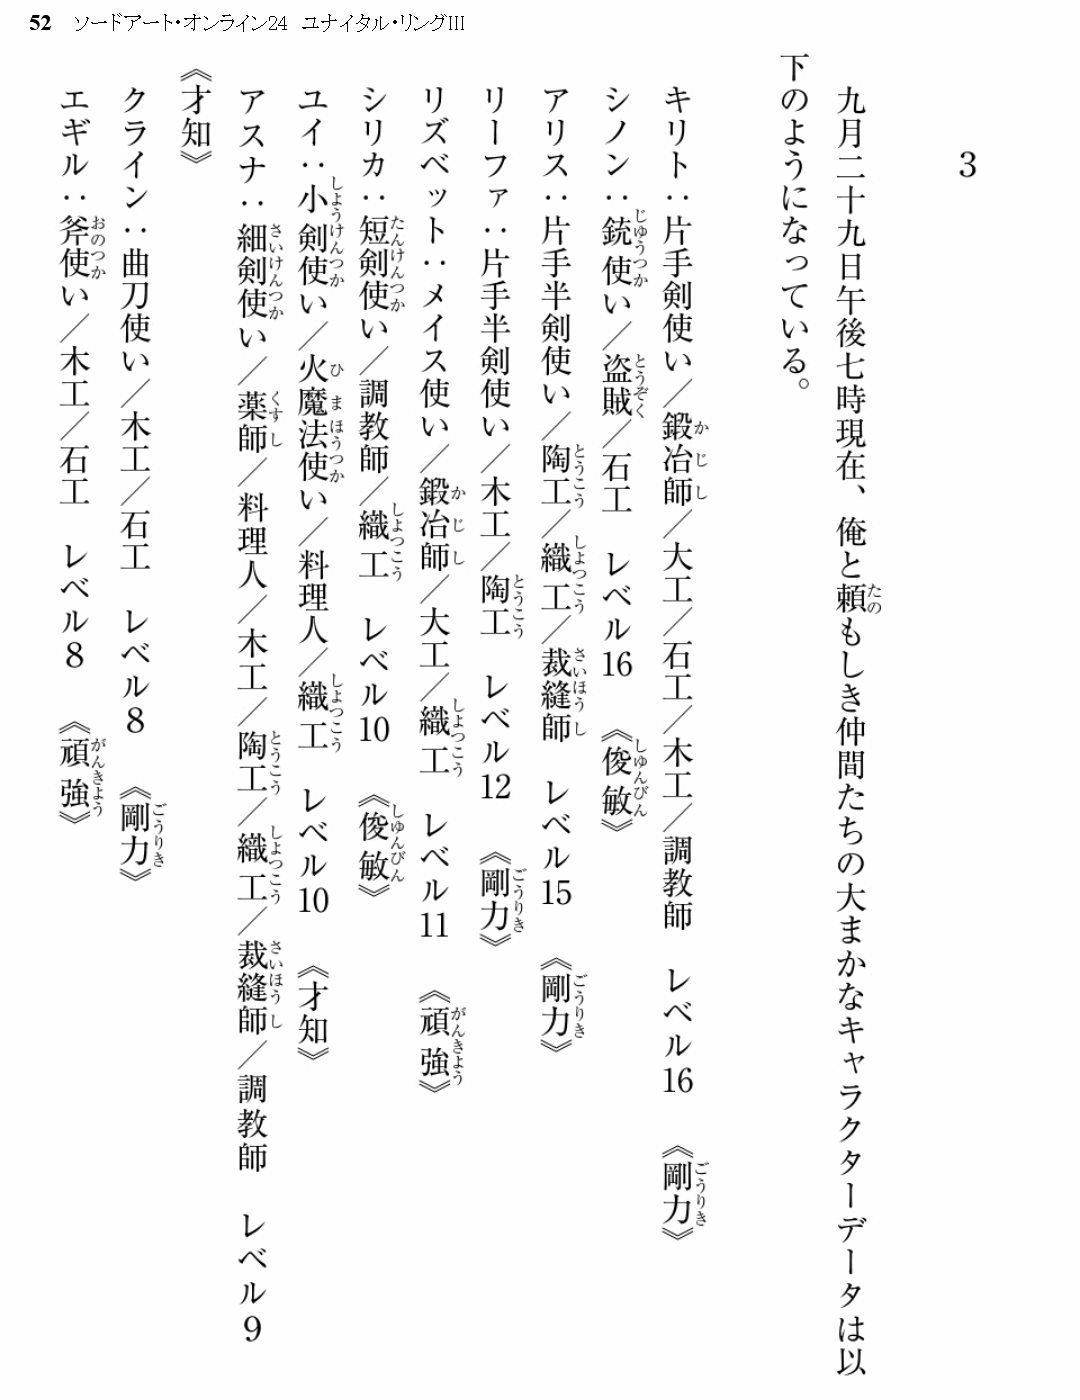 52　ソードアート・オンライン24　ユナイタル・リングIII
3
九月二十九日午後七時現在、俺と頼もしき仲間たちの大まかなキャラクターデータは以
下のようになっている。
キリト：片手剣使い／鍛冶師／大工／石工／木工／調教師　レベル16　《剛力》
シノン：銃使い／盗賊／石工　レベル16　《俊敏》
アリス：片手半剣使い／陶工／織工／裁縫師　レベル15　《剛力》
リーファ：片手半剣使い／木工／陶工　レベル12　《剛力》
リズベット：メイス使い／鍛冶師／大工／織工　レベル11　《頑強》
シリカ：短剣使い／調教師／織工　レベル10　《俊敏》
ユイ：小剣使い／火魔法使い／料理人／織工　レベル10　《才知》
アスナ：細剣使い／薬師／料理人／木工／陶工／織工／裁縫師／調教師　レベル9
《才知》
クライン：曲刀使い／木工／石工　レベル8　《剛力》
エギル：斧使い／木工／石工　レベル8　《頑強》